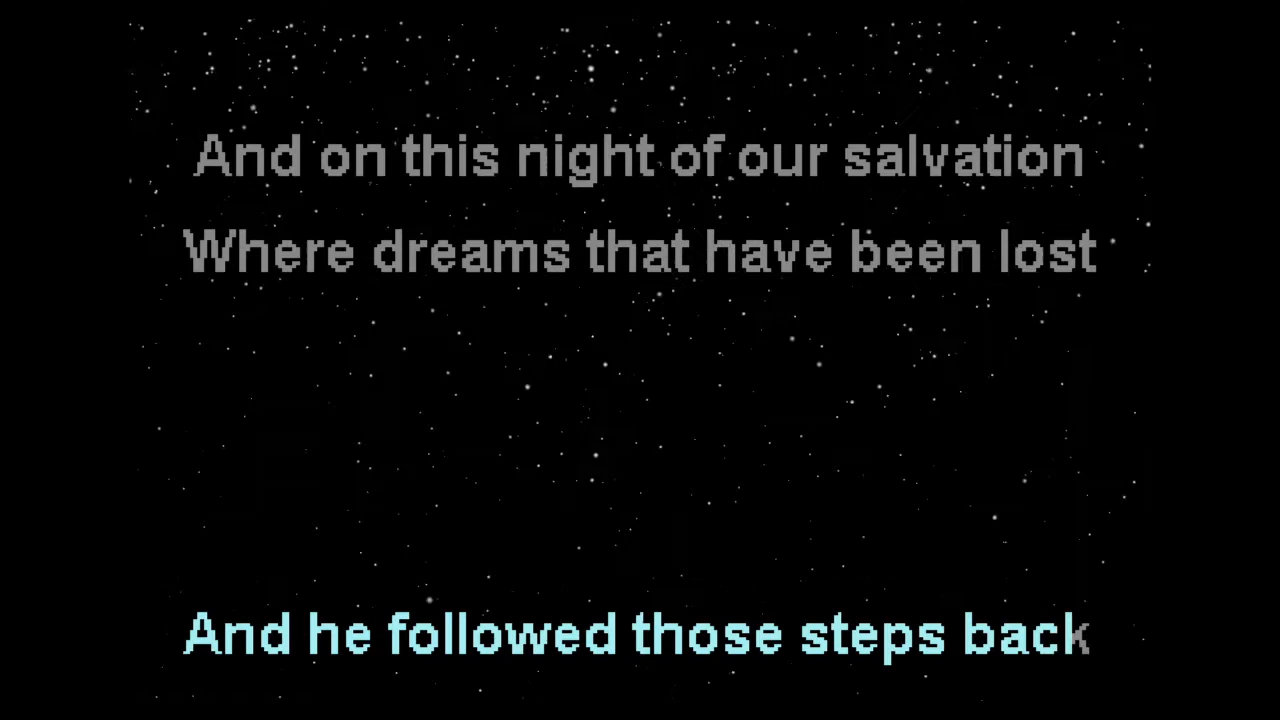 And on this night of our salvation
Where dreams that have been lost
And he followed those steps back